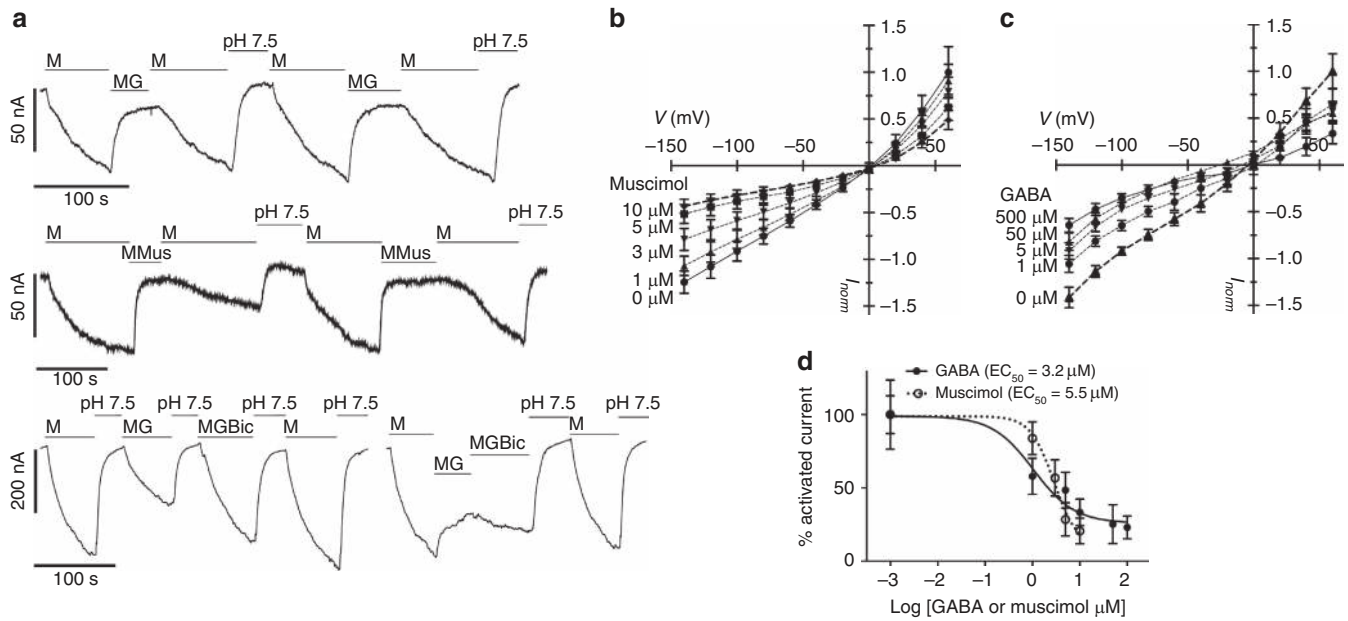 a
pH 7.5 pH 7.5
M M M M
MG MG
50 nA
100 s
pH 7.5 pH 7.5
M M M M
MMus MMus
50 nA
100 s
pH 7.5 pH 7.5 pH 7.5 pH 7.5 pH 7.5 pH 7.5
M MG MGBic M M MGBic M
MG
200 nA
100 s
b
1.5
1.0
0.5
V (mV)
−150 −100 −50 50
Muscimol
10 µM
5 µM
3 µM
1 µM
0 µM
−0.5
−1.0
−1.5
Inorm
c
1.5
1.0
0.5
V (mV)
−150 −100 −50 50
GABA
500 µM
50 µM
5 µM
1 µM
0 µM
−0.5
−1.0
−1.5
Inorm
d
GABA (EC50 = 3.2 µM)
Muscimol (EC50 = 5.5 µM)
% activated current
100
50
0
−3 −2 −1 0 1 2
Log [GABA or muscimol µM]